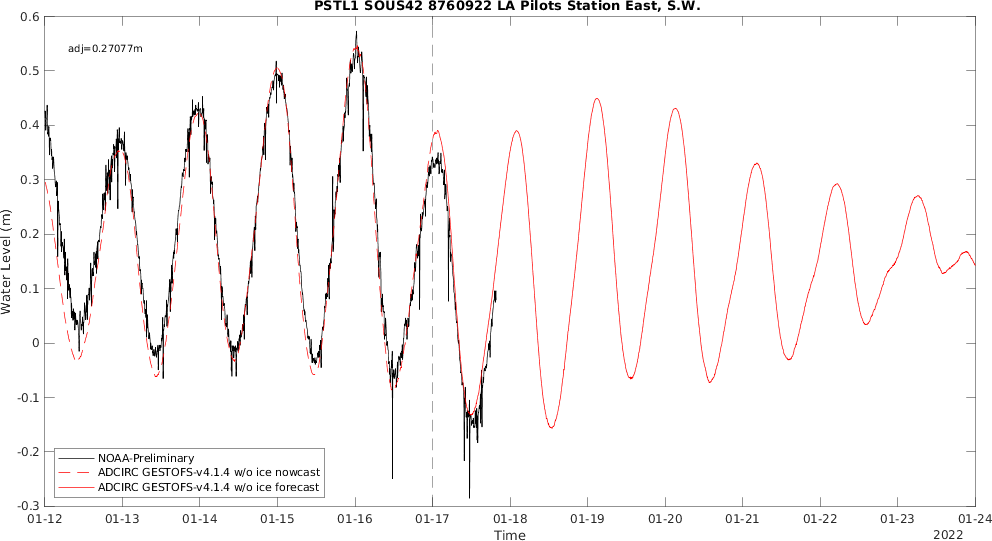 PSTL1 SOUS42 8760922 LA Pilots Station East, S.W.
adj=0.27077m
0.6
0.5
0.4
0.3
0.2
0.1
0
-0.1
-0.2
-0.3
Water Level (m)
NOAA-Preliminary
ADCIRC GESTOFS-v4.1.4 w/o ice nowcast
ADCIRC GESTOFS-v4.1.4 w/o ice forecast
01-12 01-13 01-14 01-15 01-16 01-17 01-18 01-19 01-20 01-21 01-22 01-23 01-24
Time
2022